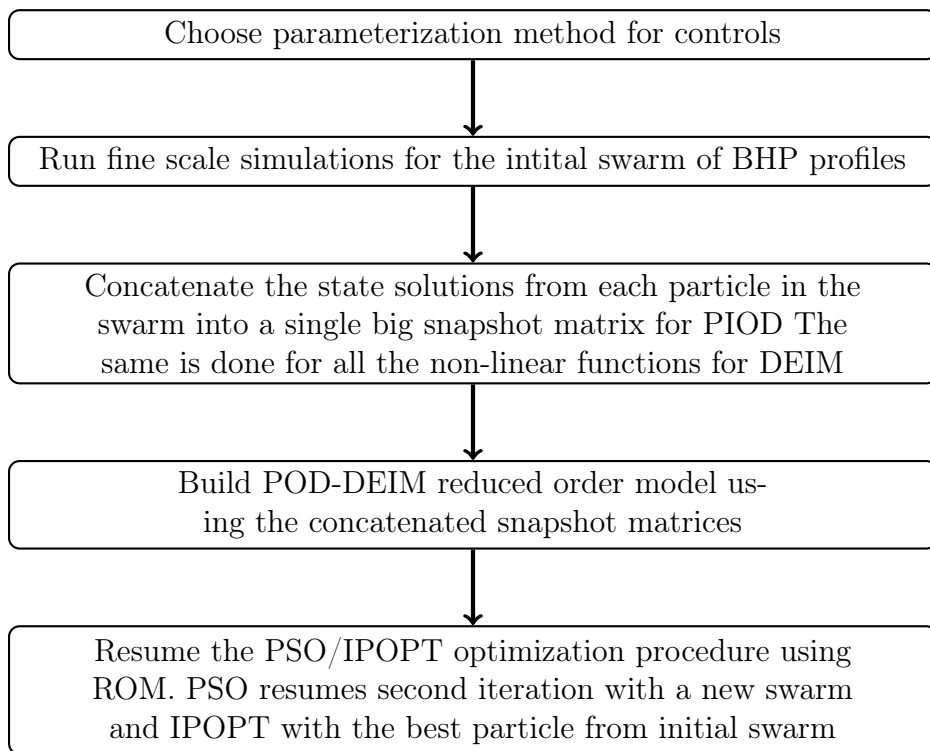 Choose parameterization method for controls
Run fine scale simulations for the intital swarm of BHP profiles
Concatenate the state solutions from each particle in the
swarm into a single big snapshot matrix for PIOD The
same is done for all the non-linear functions for DEIM
Build POD-DEIM reduced order model us-
ing the concatenated snapshot matrices
Resume the PSO/IPOPT optimization procedure using
ROM. PSO resumes second iteration with a new swarm
and IPOPT with the best particle from initial swarm